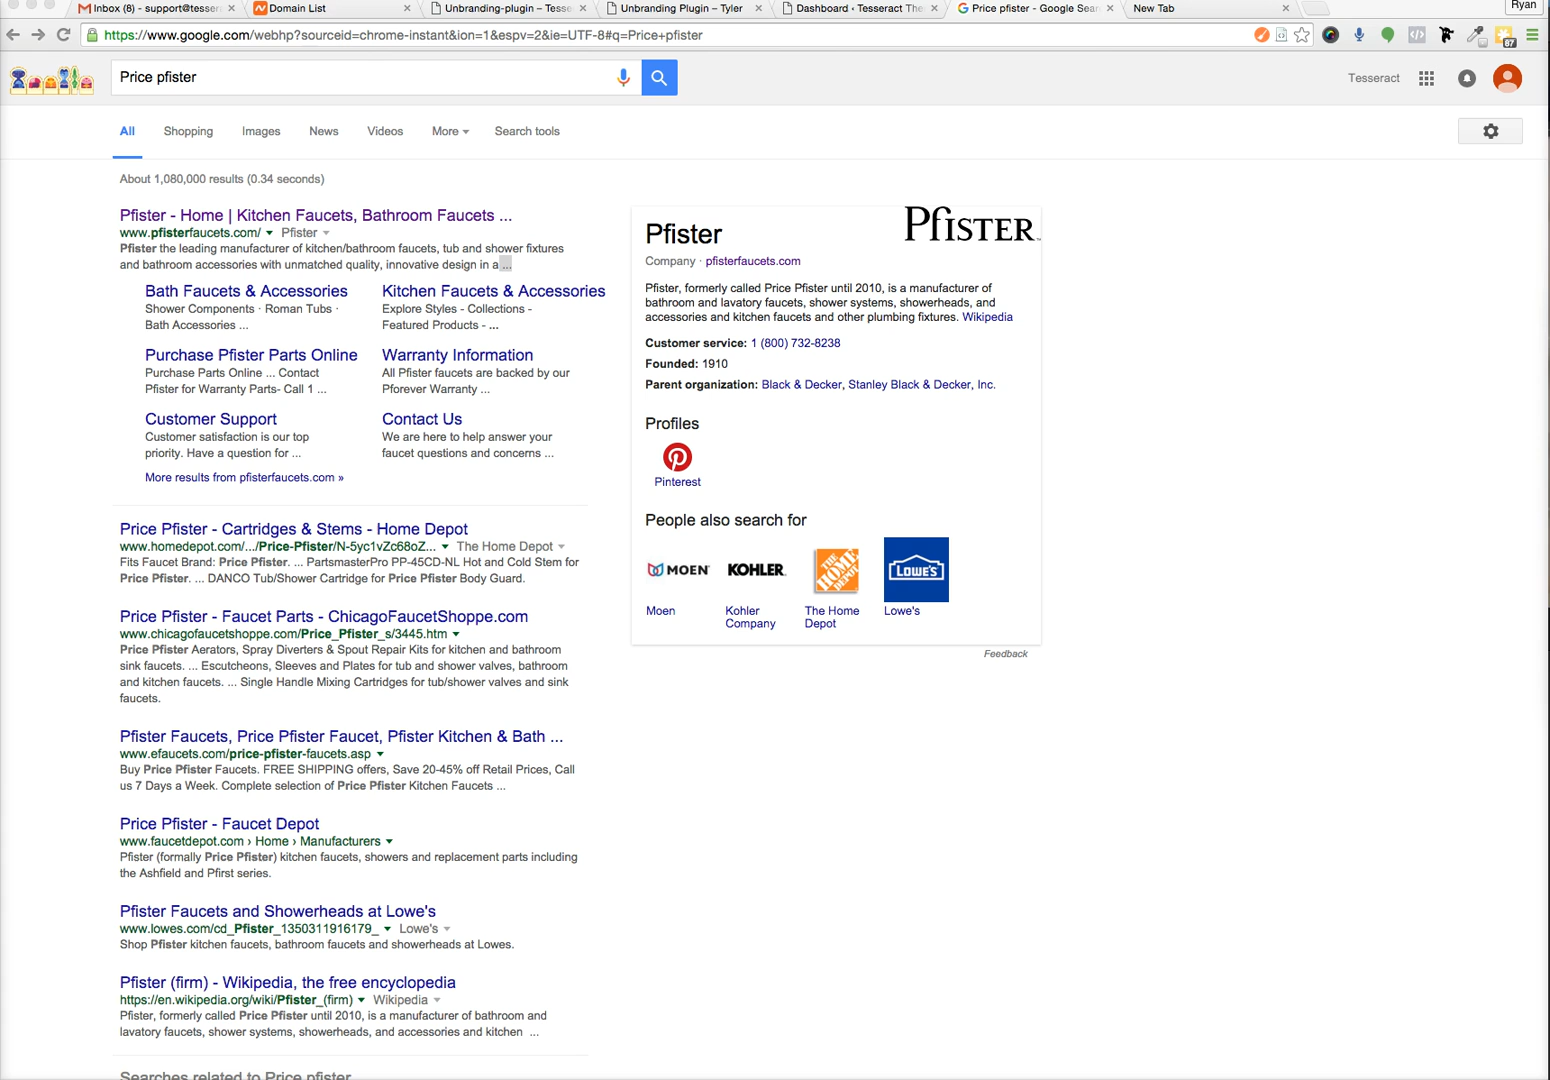 Inbox (8) - support@tesser
Domain List
Unbranding-plugin – Tesse
Unbranding Plugin – Tyler
Dashboard ‹ Tesseract The
Price pfister - Google Sear
New Tab
Ryan
https://www.google.com/webhp?sourceid=chrome-instant&ion=1&espv=2&ie=UTF-8#q=Price+pfister
87
Price pfister
Tesseract
All Shopping Images News Videos More Search tools
About 1,080,000 results (0.34 seconds)
Pfister - Home | Kitchen Faucets, Bathroom Faucets ...
www.pfisterfaucets.com/ Pfister
Pfister the leading manufacturer of kitchen/bathroom faucets, tub and shower fixtures
and bathroom accessories with unmatched quality, innovative design in a ...
Bath Faucets & Accessories
Shower Components · Roman Tubs ·
Bath Accessories ...
Kitchen Faucets & Accessories
Explore Styles - Collections -
Featured Products - ...
Purchase Pfister Parts Online
Purchase Parts Online ... Contact
Pfister for Warranty Parts- Call 1 ...
Warranty Information
All Pfister faucets are backed by our
Pforever Warranty ...
Customer Support
Customer satisfaction is our top
priority. Have a question for ...
Contact Us
We are here to help answer your
faucet questions and concerns ...
More results from pfisterfaucets.com »
Price Pfister - Cartridges & Stems - Home Depot
www.homedepot.com/.../Price-Pfister/N-5yc1vZc68oZ... The Home Depot
Fits Faucet Brand: Price Pfister. ... PartsmasterPro PP-45CD-NL Hot and Cold Stem for
Price Pfister. ... DANCO Tub/Shower Cartridge for Price Pfister Body Guard.
Price Pfister - Faucet Parts - ChicagoFaucetShoppe.com
www.chicagofaucetshoppe.com/Price_Pfister_s/3445.htm
Price Pfister Aerators, Spray Diverters & Spout Repair Kits for kitchen and bathroom
sink faucets. ... Escutcheons, Sleeves and Plates for tub and shower valves, bathroom
and kitchen faucets. ... Single Handle Mixing Cartridges for tub/shower valves and sink
faucets.
Pfister Faucets, Price Pfister Faucet, Pfister Kitchen & Bath ...
www.efaucets.com/price-pfister-faucets.asp
Buy Price Pfister Faucets. FREE SHIPPING offers, Save 20-45% off Retail Prices, Call
us 7 Days a Week. Complete selection of Price Pfister Kitchen Faucets ...
Price Pfister - Faucet Depot
www.faucetdepot.com › Home › Manufacturers
Pfister (formally Price Pfister) kitchen faucets, showers and replacement parts including
the Ashfield and Pfirst series.
Pfister Faucets and Showerheads at Lowe's
www.lowes.com/cd_Pfister_1350311916179_ Lowe's
Shop Pfister kitchen faucets, bathroom faucets and showerheads at Lowes.
Pfister (firm) - Wikipedia, the free encyclopedia
https://en.wikipedia.org/wiki/Pfister_(firm) Wikipedia
Pfister, formerly called Price Pfister until 2010, is a manufacturer of bathroom and
lavatory faucets, shower systems, showerheads, and accessories and kitchen ...
Searches related to Price pfister
Pfister
PfISTER
Company · pfisterfaucets.com
Pfister, formerly called Price Pfister until 2010, is a manufacturer of
bathroom and lavatory faucets, shower systems, showerheads, and
accessories and kitchen faucets and other plumbing fixtures. Wikipedia
Customer service: 1 (800) 732-8238
Founded: 1910
Parent organization: Black & Decker, Stanley Black & Decker, Inc.
Profiles
Pinterest
People also search for
MOEN KOHLER. THE HOME DEPOT LOWE'S
Moen
Kohler
Company
The Home
Depot
Lowe's
Feedback